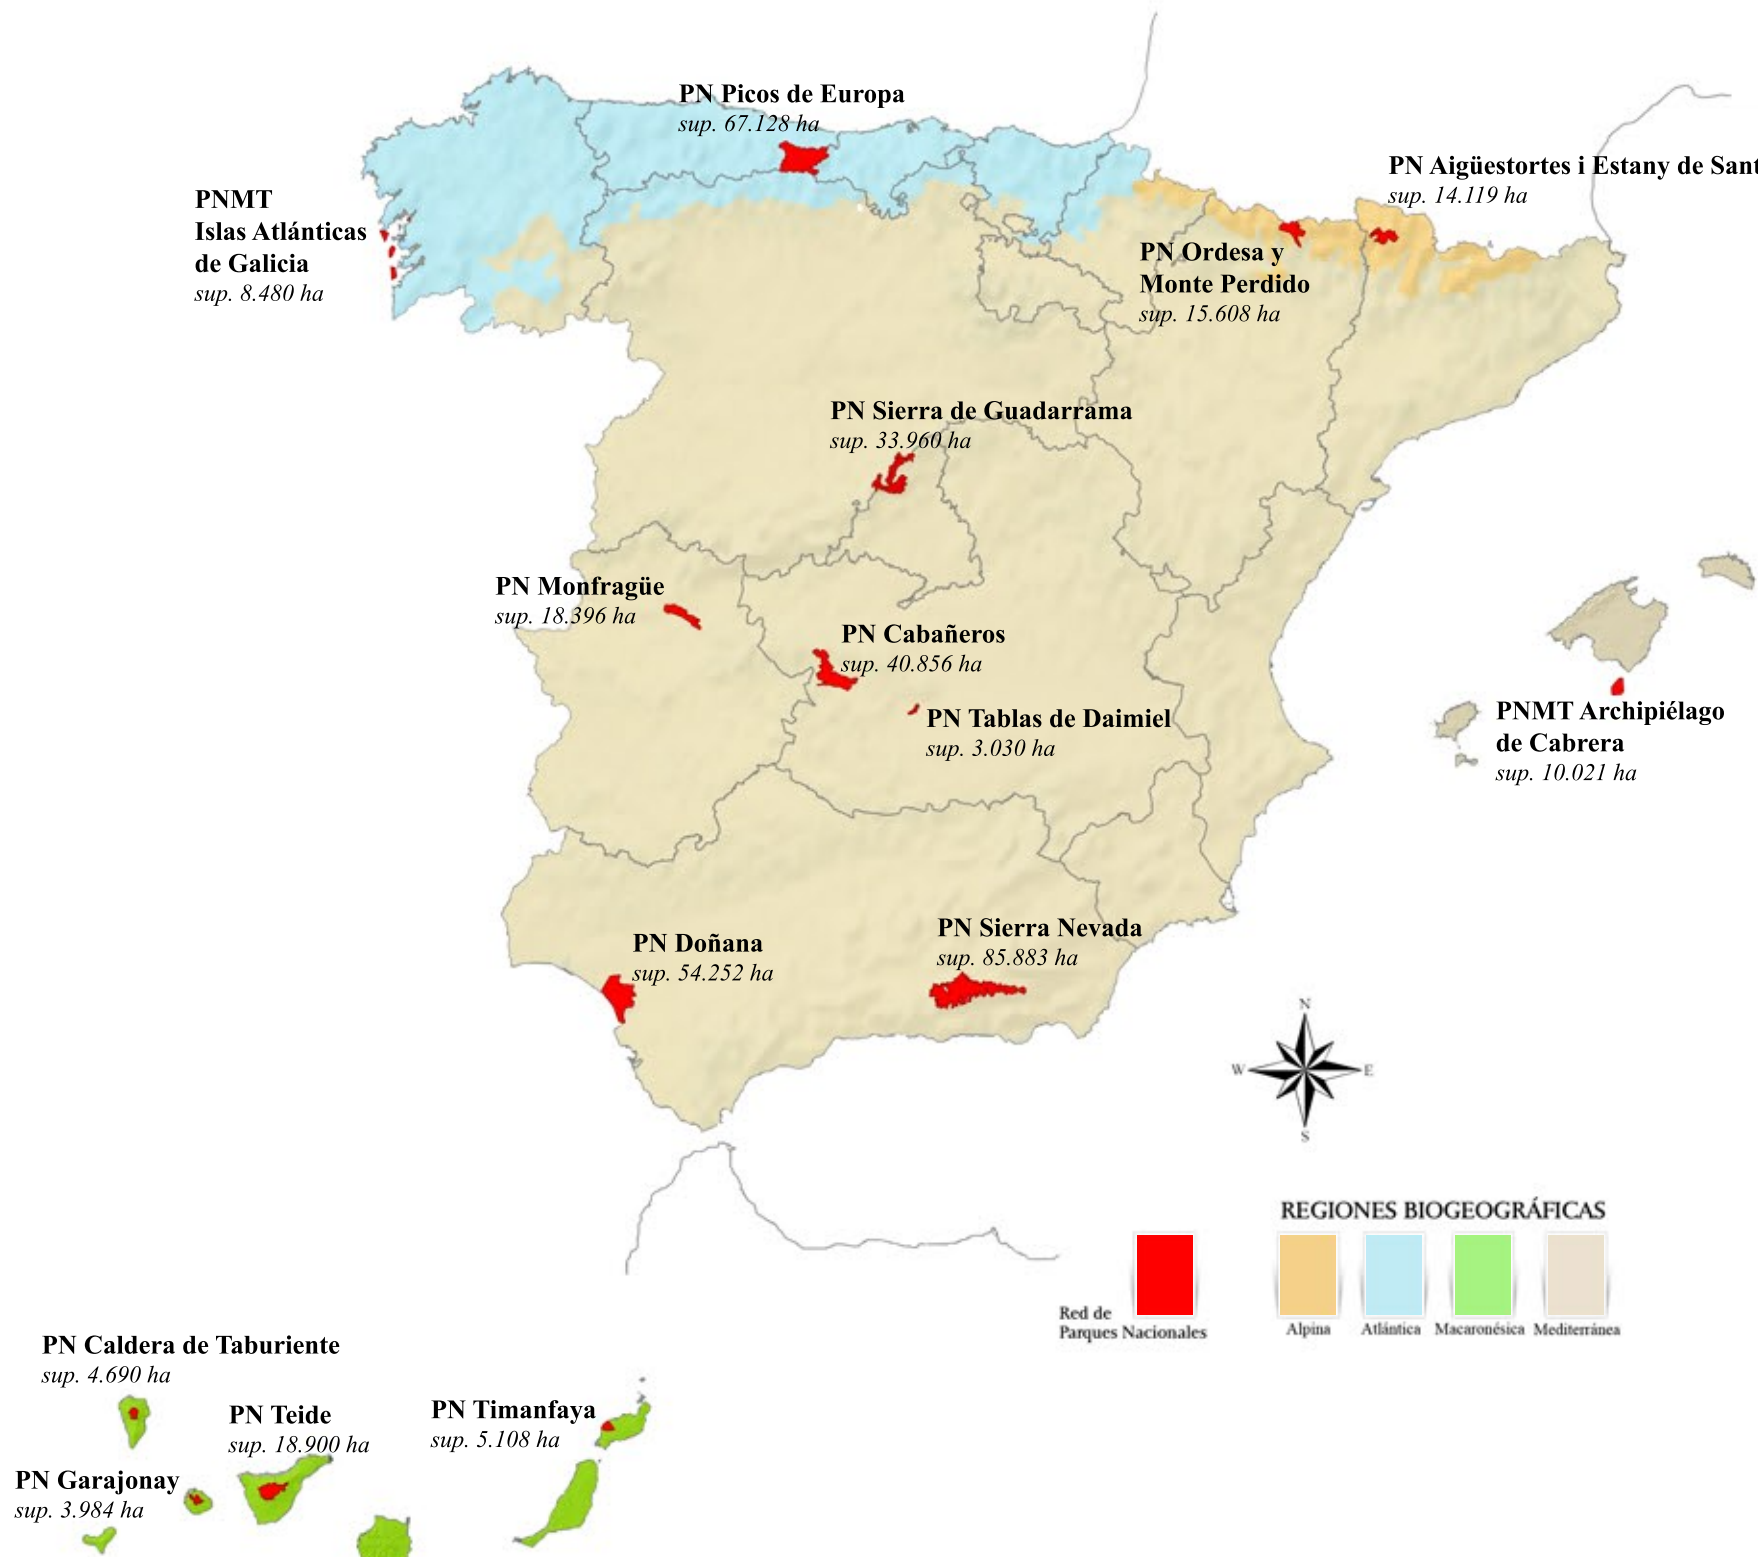 PN Picos de Europa
sup. 67.128 ha
PN Aigüestortes i Estany de Sant
sup. 14.119 ha
PNMT
Islas Atlánticas
de Galicia
sup. 8.480 ha
PN Ordesa y
Monte Perdido
sup. 15.608 ha
PN Sierra de Guadarrama
sup. 33.960 ha
PN Monfragüe
sup. 18.396 ha
PN Cabañeros
sup. 40.856 ha
PN Tablas de Daimiel
sup. 3.030 ha
PNMT Archipiélago
de Cabrera
sup. 10.021 ha
PN Doñana
sup. 54.252 ha
PN Sierra Nevada
sup. 85.883 ha
N
W
E
S
REGIONES BIOGEOGRÁFICAS
Red de
Parques Nacionales
Alpina
Atlántica
Macaronésica
Mediterránea
PN Caldera de Taburiente
sup. 4.690 ha
PN Teide
sup. 18.900 ha
PN Timanfaya
sup. 5.108 ha
PN Garajonay
sup. 3.984 ha